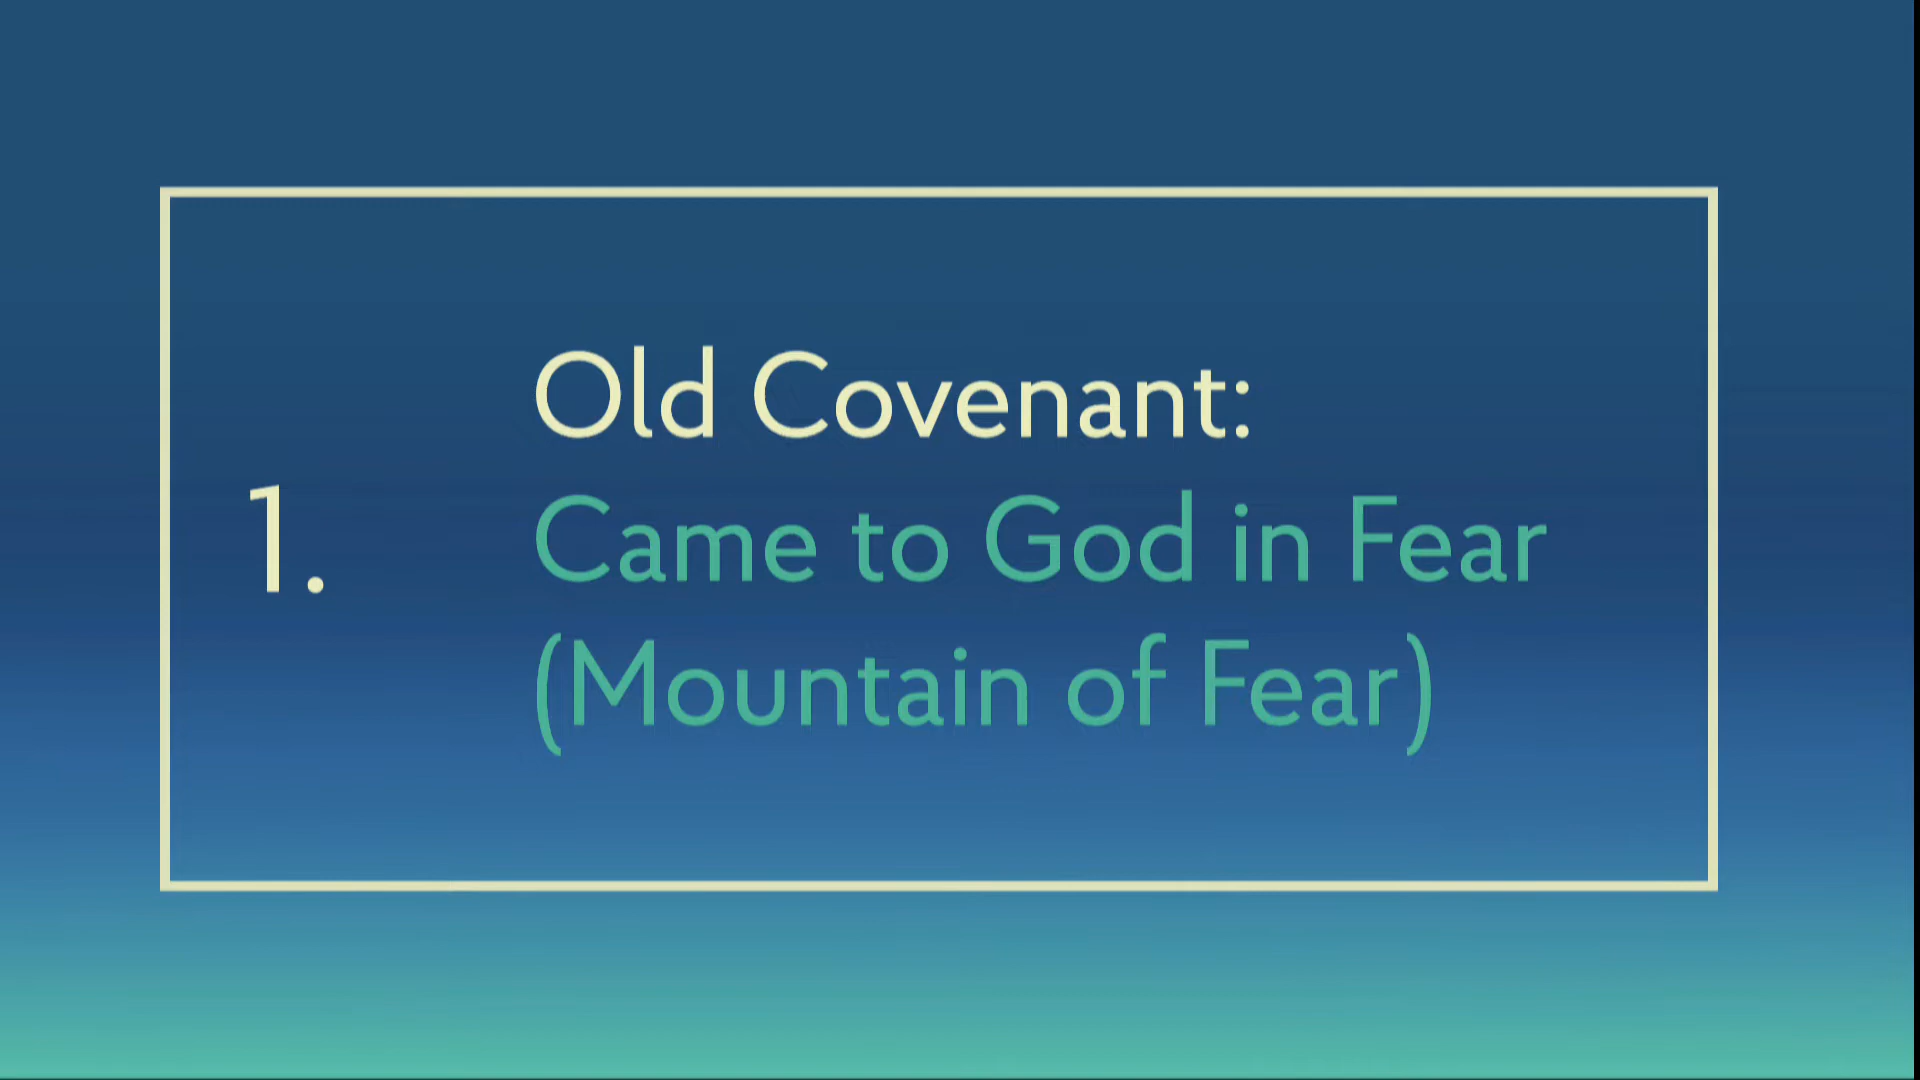 Old Covenant:
1.
Came to God in Fear
(Mountain of Fear)